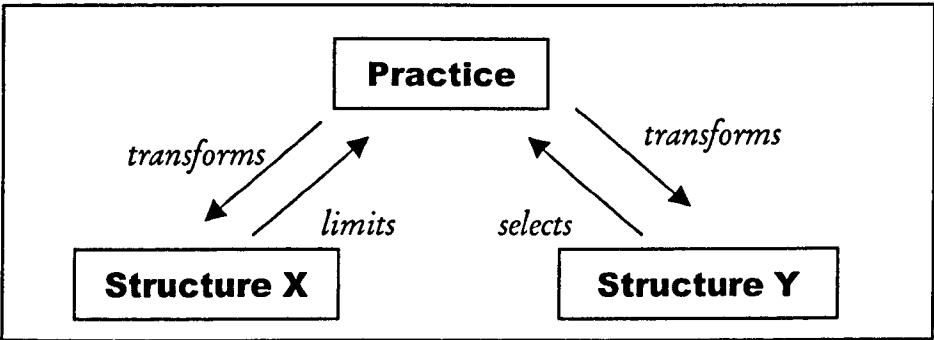 Practice
transforms
transforms
limits
selects
Structure X
Structure Y